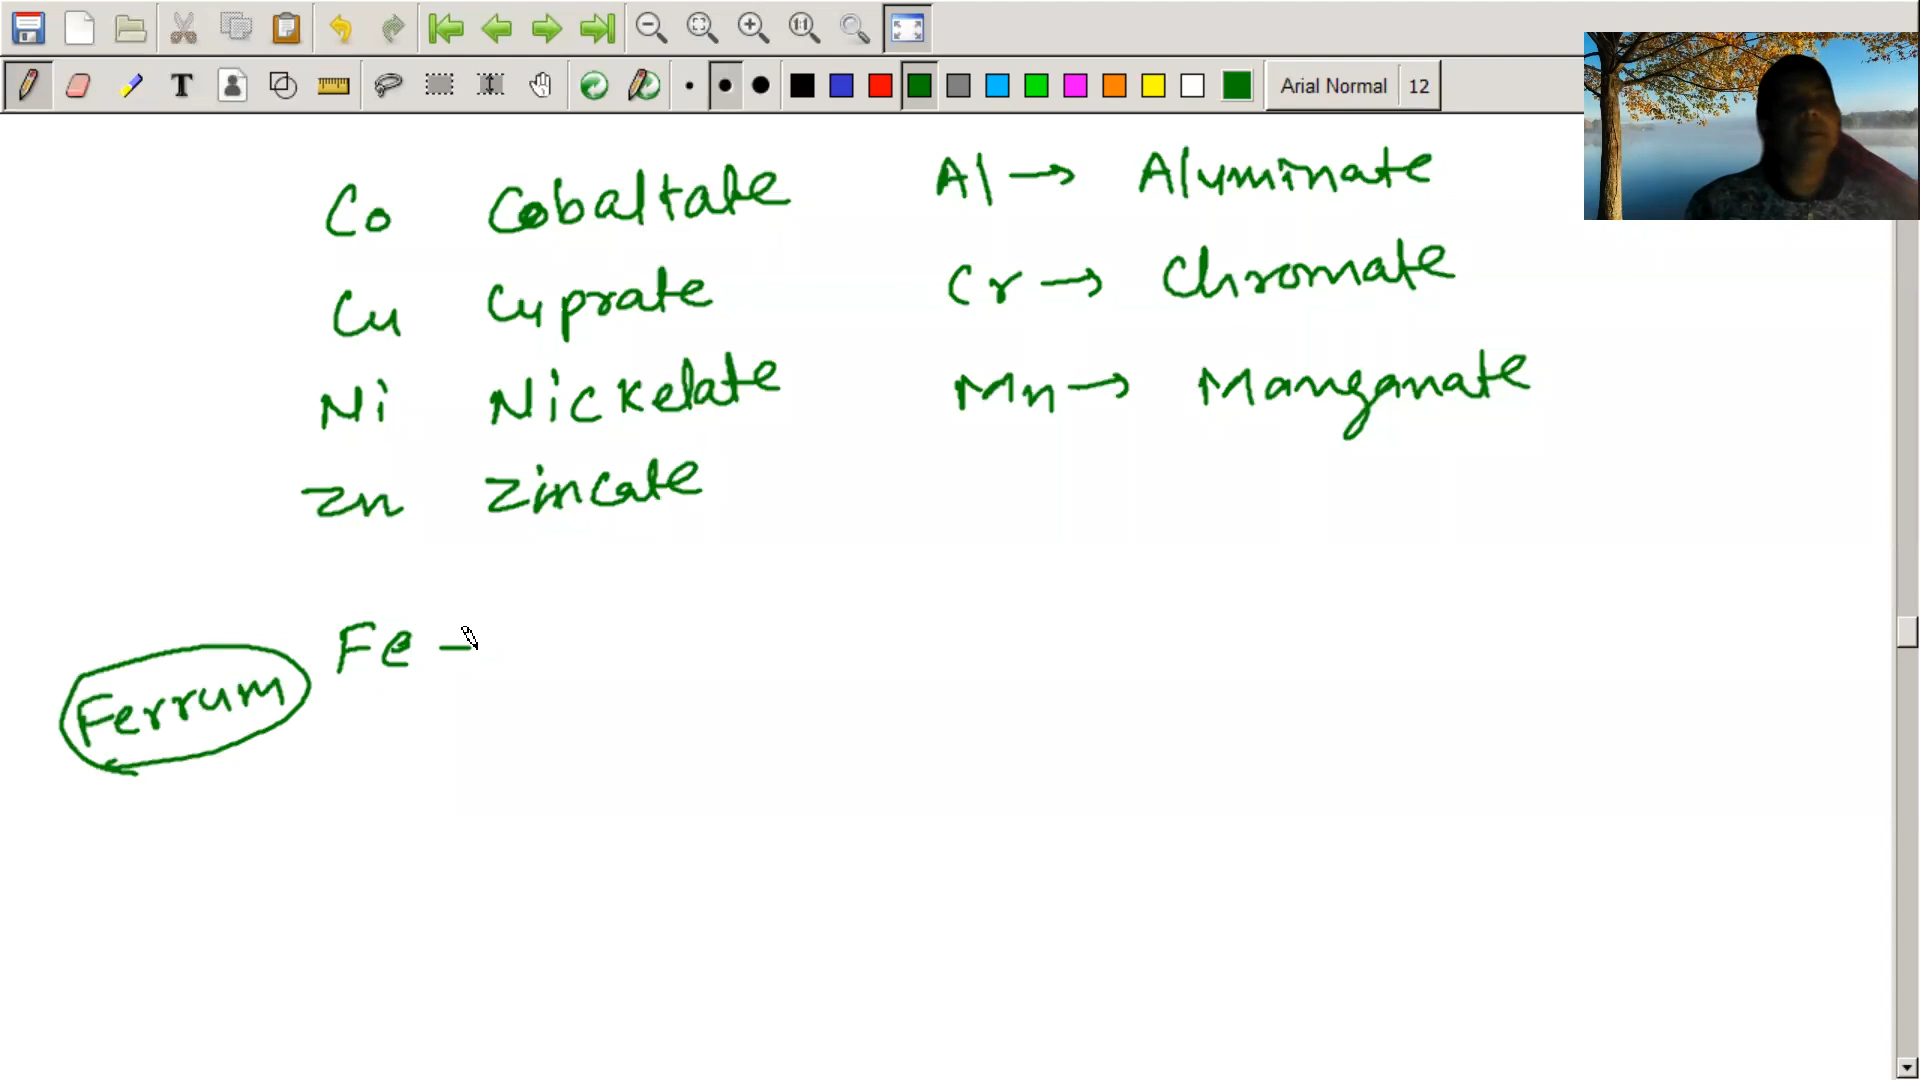 Arial Normal 12
Co Cobaltate
Cu Cuprate
Ni Nickelate
Zn Zincate
Al → Aluminate
Cr → Chromate
Mn → Manganate
Fe -
Ferrum